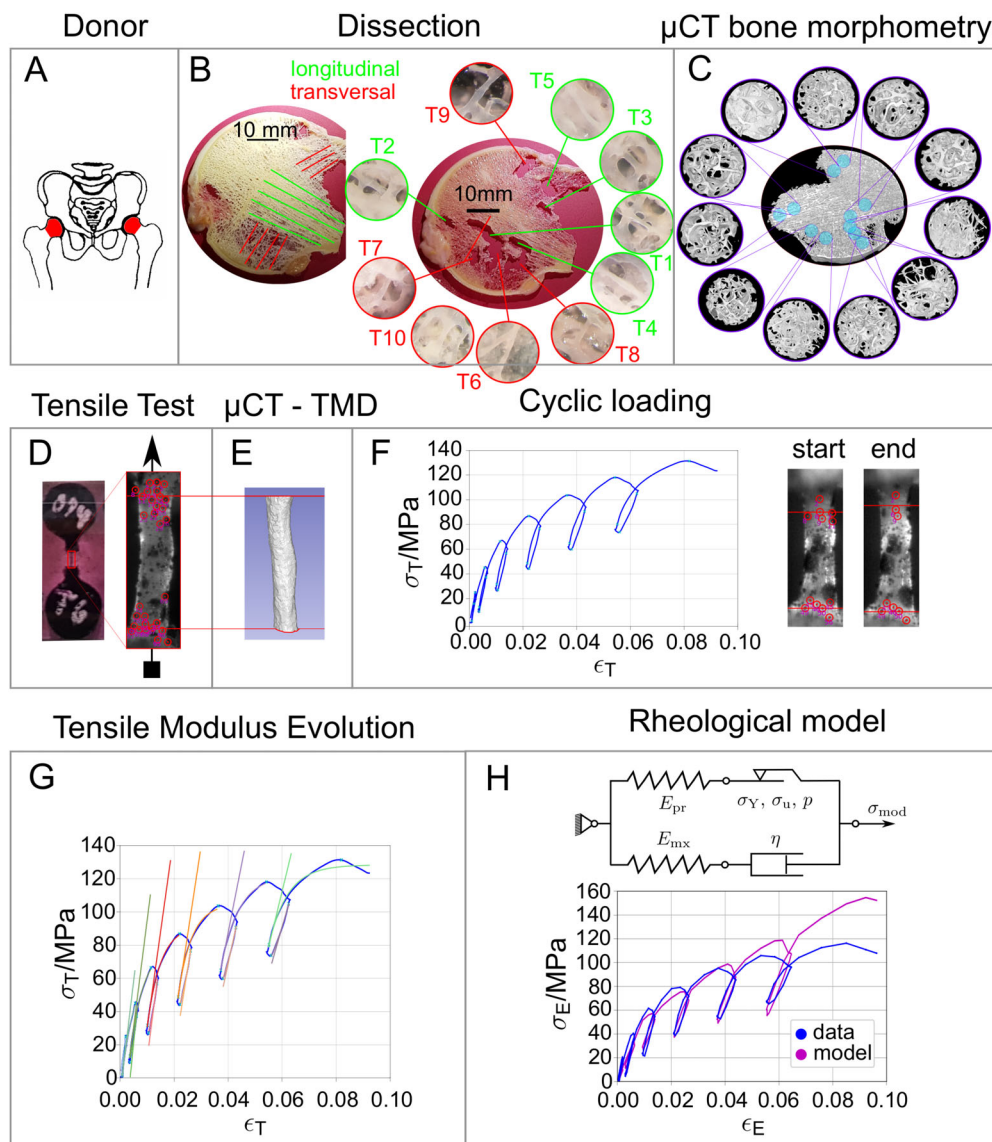 Donor
Dissection
µCT bone morphometry
A
B
longitudinal
transversal
10 mm
T2
T9
T5
T3
10mm
T7
T1
T10
T4
T6
T8
C
Tensile Test
µCT - TMD
Cyclic loading
D
E
F
140
120
100
80
60
40
20
0
σT/MPa
0.00
0.02
0.04
0.06
0.08
0.10
ϵT
start
end
Tensile Modulus Evolution
Rheological model
G
140
120
100
80
60
40
20
0
σT/MPa
0.00
0.02
0.04
0.06
0.08
0.10
ϵT
H
Epr
σY, σu, p
σmod
Emx
η
160
140
120
100
80
60
40
20
0
σE/MPa
data
model
0.00
0.02
0.04
0.06
0.08
0.10
ϵE